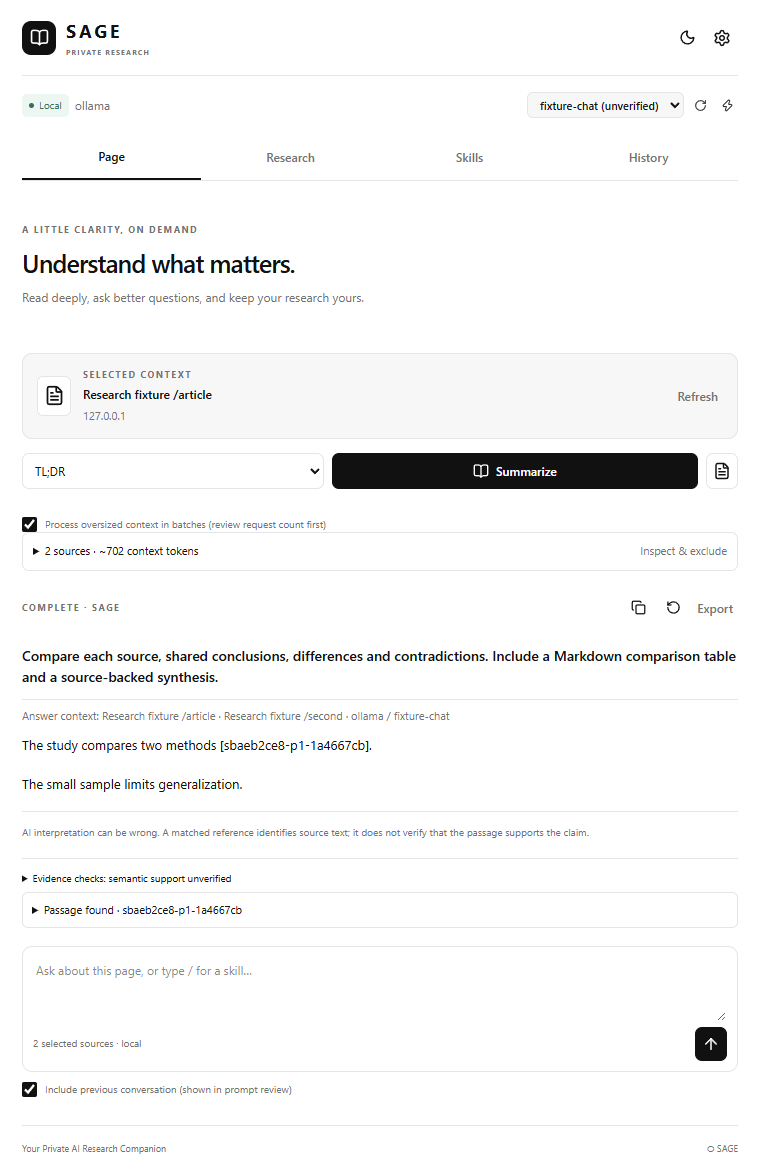 SAGE
PRIVATE RESEARCH
Local
ollama
fixture-chat (unverified)
Page
Research
Skills
History
A LITTLE CLARITY, ON DEMAND
Understand what matters.
Read deeply, ask better questions, and keep your research yours.
SELECTED CONTEXT
Research fixture /article
127.0.0.1
Refresh
TL;DR
Summarize
Process oversized context in batches (review request count first)
2 sources · ~702 context tokens
Inspect & exclude
COMPLETE · SAGE
Export
Compare each source, shared conclusions, differences and contradictions. Include a Markdown comparison table
and a source-backed synthesis.
Answer context: Research fixture /article · Research fixture /second · ollama / fixture-chat
The study compares two methods [sbaeb2ce8-p1-1a4667cb].
The small sample limits generalization.
AI interpretation can be wrong. A matched reference identifies source text; it does not verify that the passage supports the claim.
Evidence checks: semantic support unverified
Passage found · sbaeb2ce8-p1-1a4667cb
Ask about this page, or type / for a skill...
2 selected sources · local
Include previous conversation (shown in prompt review)
Your Private AI Research Companion
SAGE